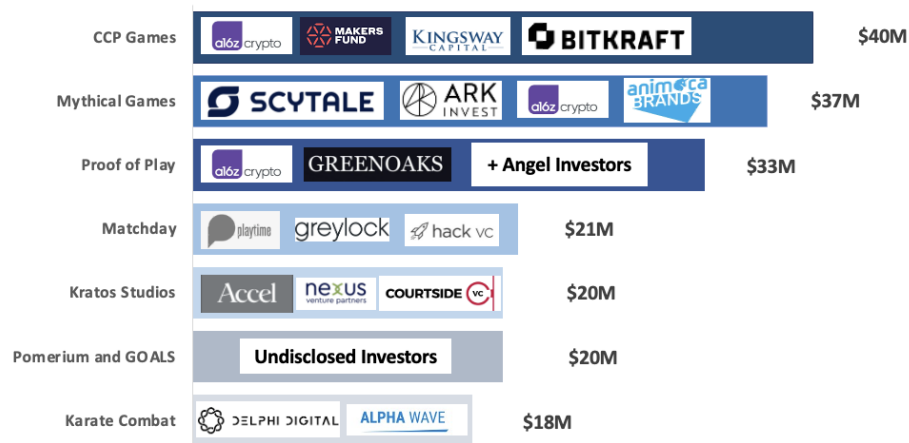 CCP Games
a16z crypto
MAKERS
FUND
KINGSWAY
CAPITAL
BITKRAFT
$40M
Mythical Games
SCYTALE
ARK
INVEST
a16z crypto
animoca
BRANDS
$37M
Proof of Play
a16z crypto
GREENOAKS
+ Angel Investors
$33M
Matchday
playtime
greylock
hack vc
$21M
Kratos Studios
Accel
nexus
venture partners
COURTSIDE VC
$20M
Pomerium and GOALS
Undisclosed Investors
$20M
Karate Combat
DELPHI DIGITAL
ALPHA WAVE
$18M